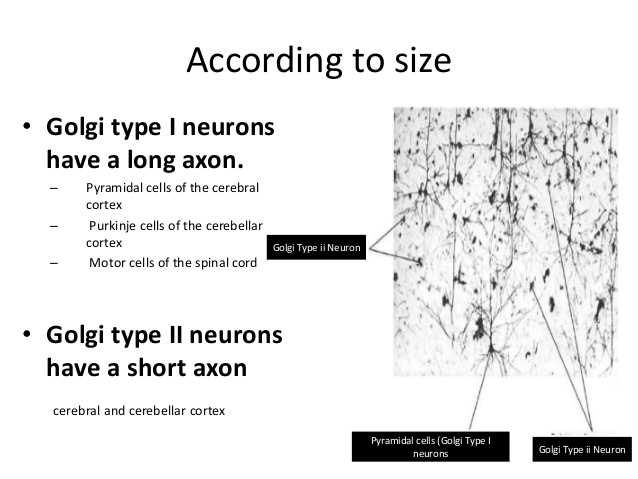 According to size
• Golgi type I neurons
have a long axon.
– Pyramidal cells of the cerebral
cortex
– Purkinje cells of the cerebellar
cortex
– Motor cells of the spinal cord
• Golgi type II neurons
have a short axon
cerebral and cerebellar cortex
Golgi Type ii Neuron
Pyramidal cells (Golgi Type I
neurons
Golgi Type ii Neuron